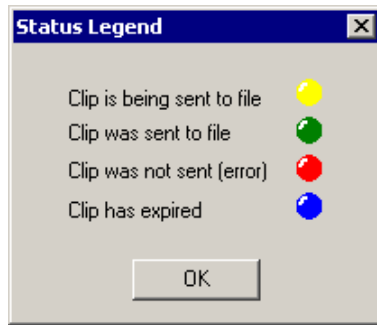 Status Legend
Clip is being sent to file
Clip was sent to file
Clip was not sent (error)
Clip has expired
OK